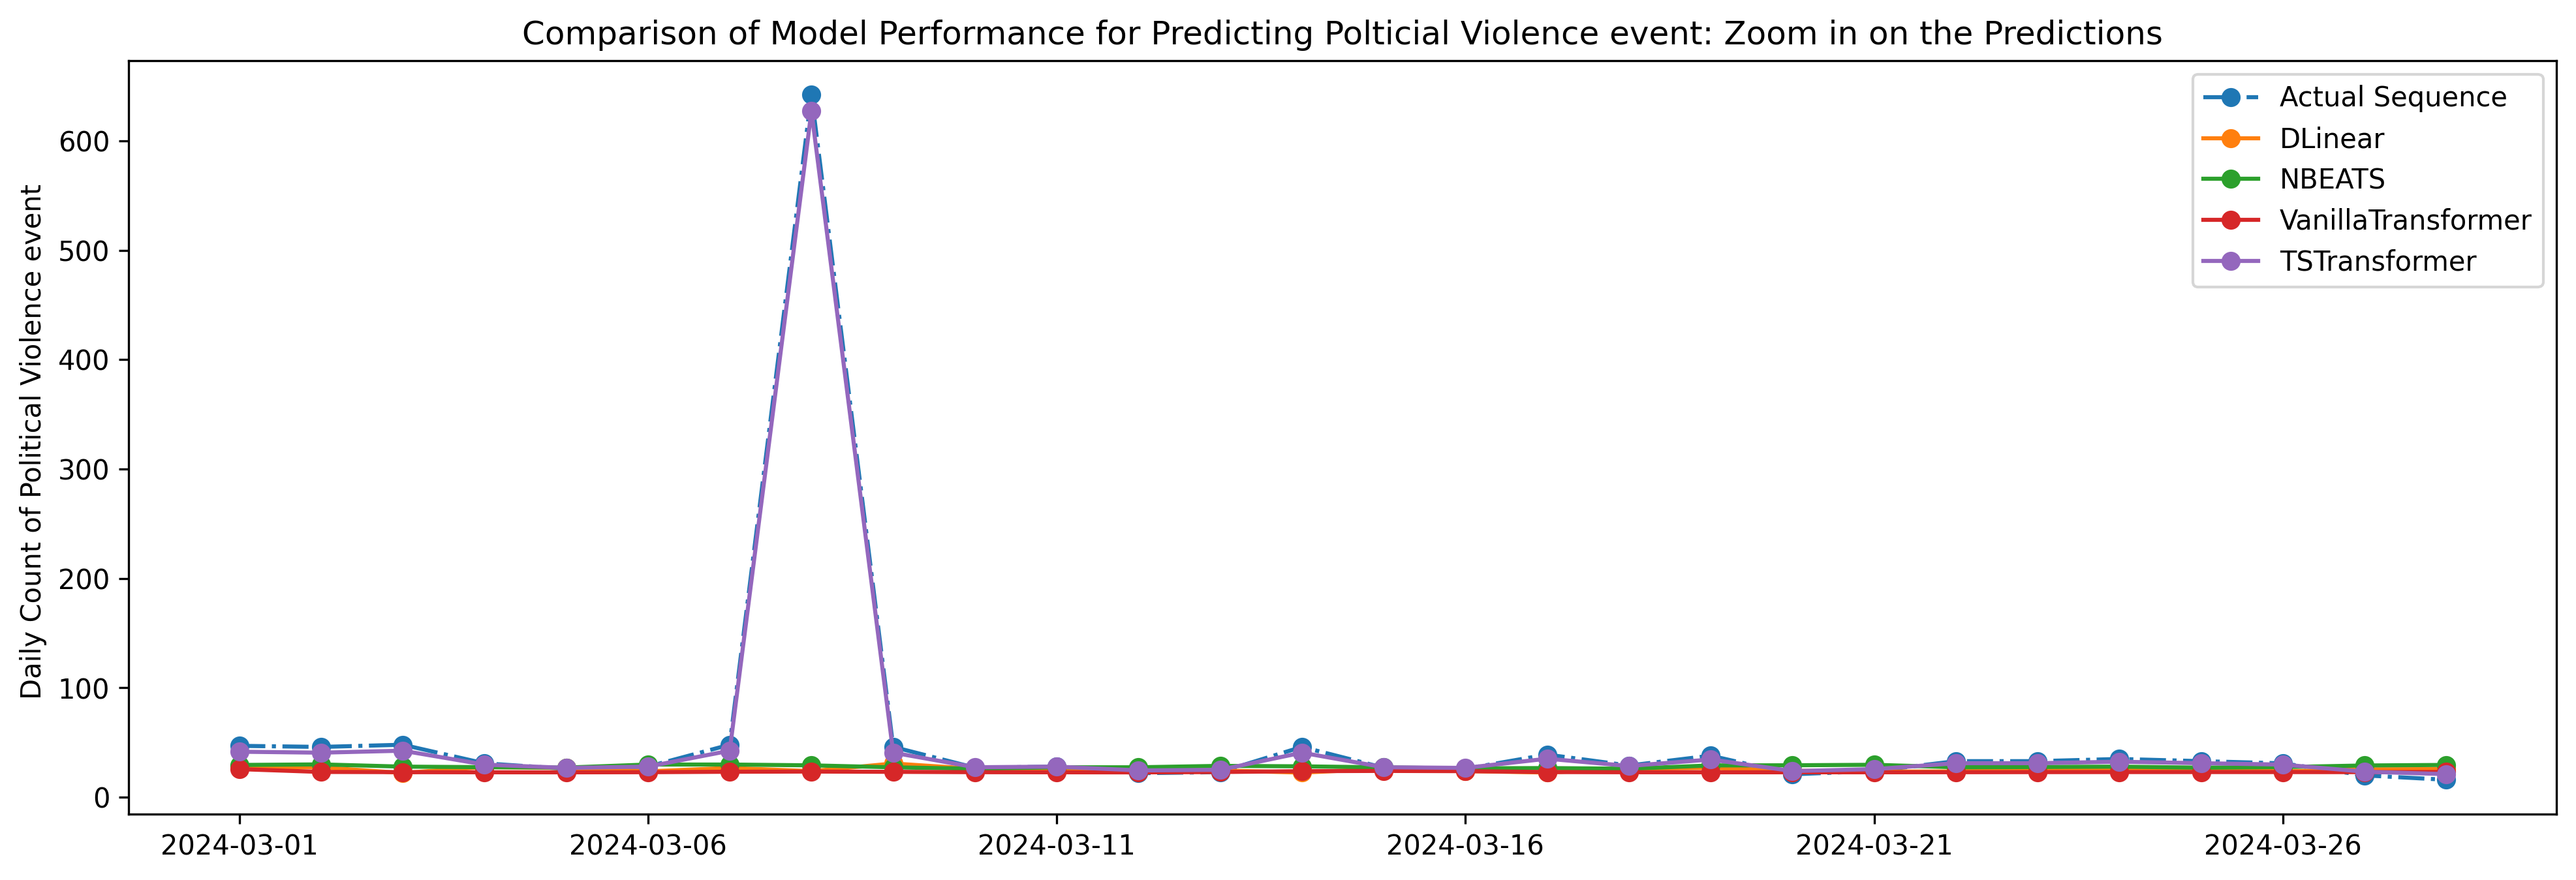 Comparison of Model Performance for Predicting Polticial Violence event: Zoom in on the Predictions
Daily Count of Political Violence event
600
500
400
300
200
100
0
Actual Sequence
DLinear
NBEATS
VanillaTransformer
TSTransformer
2024-03-01
2024-03-06
2024-03-11
2024-03-16
2024-03-21
2024-03-26